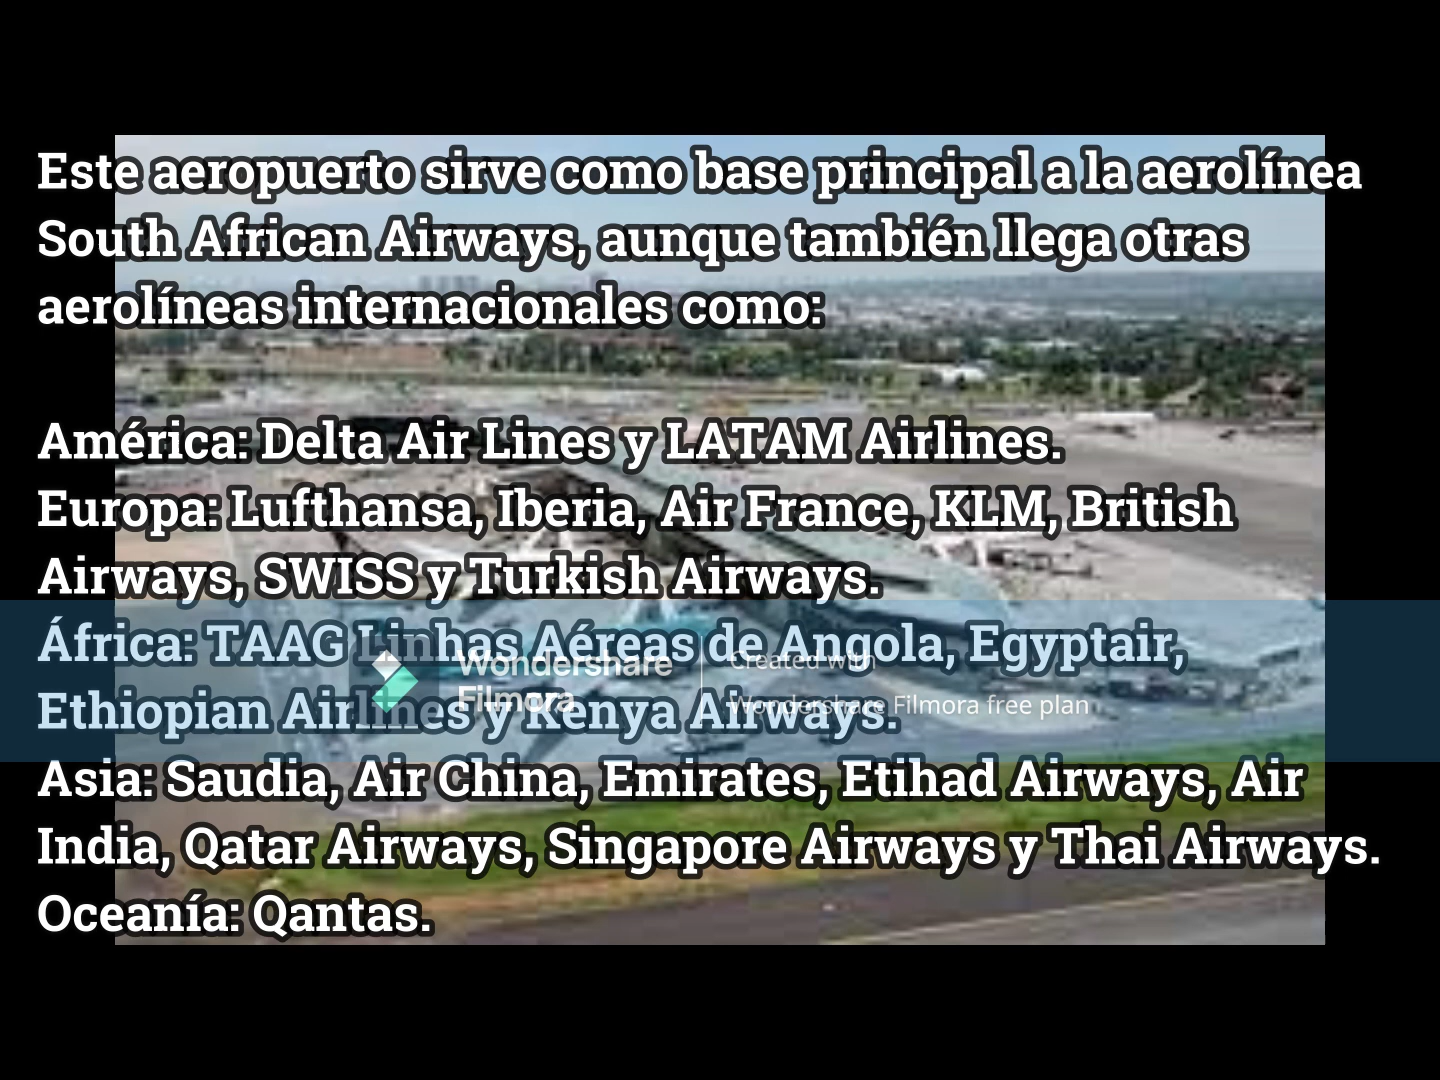 Este aeropuerto sirve como base principal a la aerolínea
South African Airways, aunque también llega otras
aerolíneas internacionales como:
América: Delta Air Lines y LATAM Airlines.
Europa: Lufthansa, Iberia, Air France, KLM, British
Airways, SWISS y Turkish Airways.
África: TAAG Linhas Aéreas de Angola, Egyptair,
Ethiopian Airlines y Kenya Airways.
Wondershare
Filmora
Created with
Wondershare Filmora free plan
Asia: Saudia, Air China, Emirates, Etihad Airways, Air
India, Qatar Airways, Singapore Airways y Thai Airways.
Oceanía: Qantas.